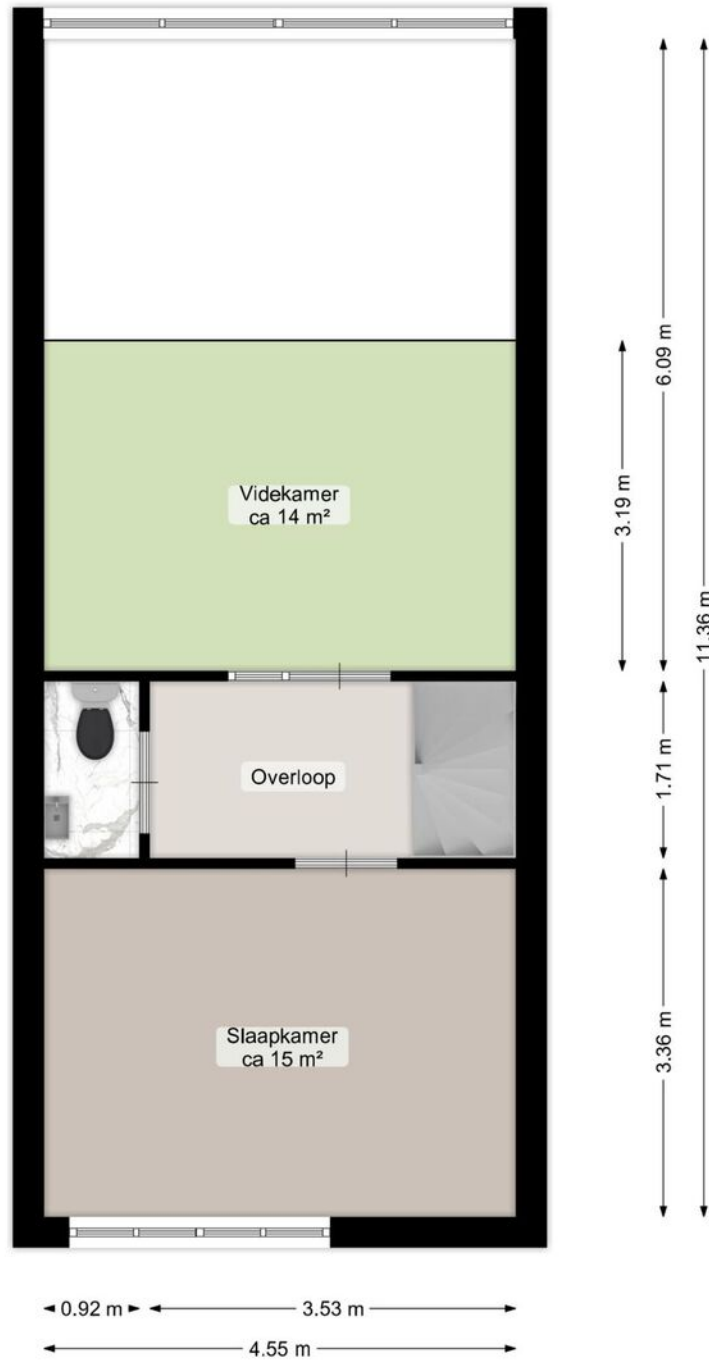 6.09 m
3.19 m
11.36 m
Videkamer
ca 14 m²
1.71 m
Overloop
3.36 m
Slaapkamer
ca 15 m²
0.92 m
3.53 m
4.55 m